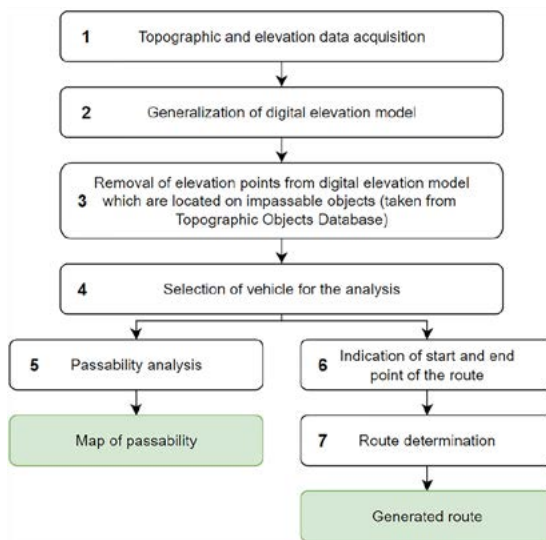 1 Topographic and elevation data acquisition
2 Generalization of digital elevation model
Removal of elevation points from digital elevation model
3 which are located on impassable objects (taken from
Topographic Objects Database)
4 Selection of vehicle for the analysis
5 Passability analysis
Map of passability
6 Indication of start and end
point of the route
7 Route determination
Generated route